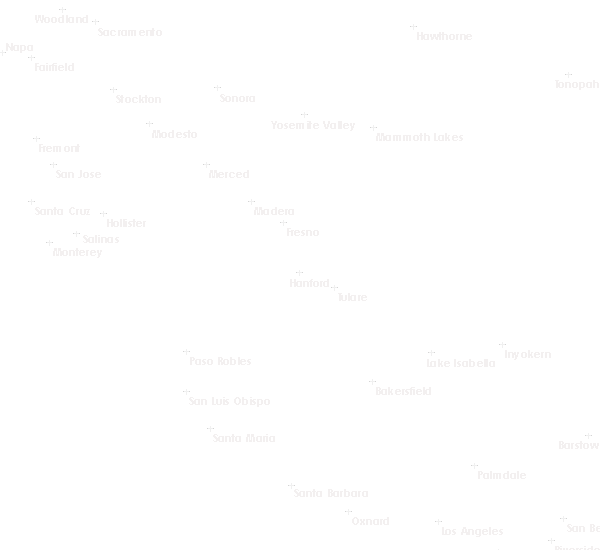 Woodland
Sacramento
Hawthorne
Napa
Fairfield
Tonapah
Stockton
Sonora
Yosemite Valley
Modesto
Mammoth Lakes
Fremont
San Jose
Merced
Santa Cruz
Madera
Hollister
Fresno
Salinas
Monterey
Hanford
Tulare
Paso Robles
Lake Isabella
Inyokern
San Luis Obispo
Bakersfield
Santa Maria
Barstow
Palmdale
Santa Barbara
Oxnard
Los Angeles
San Be